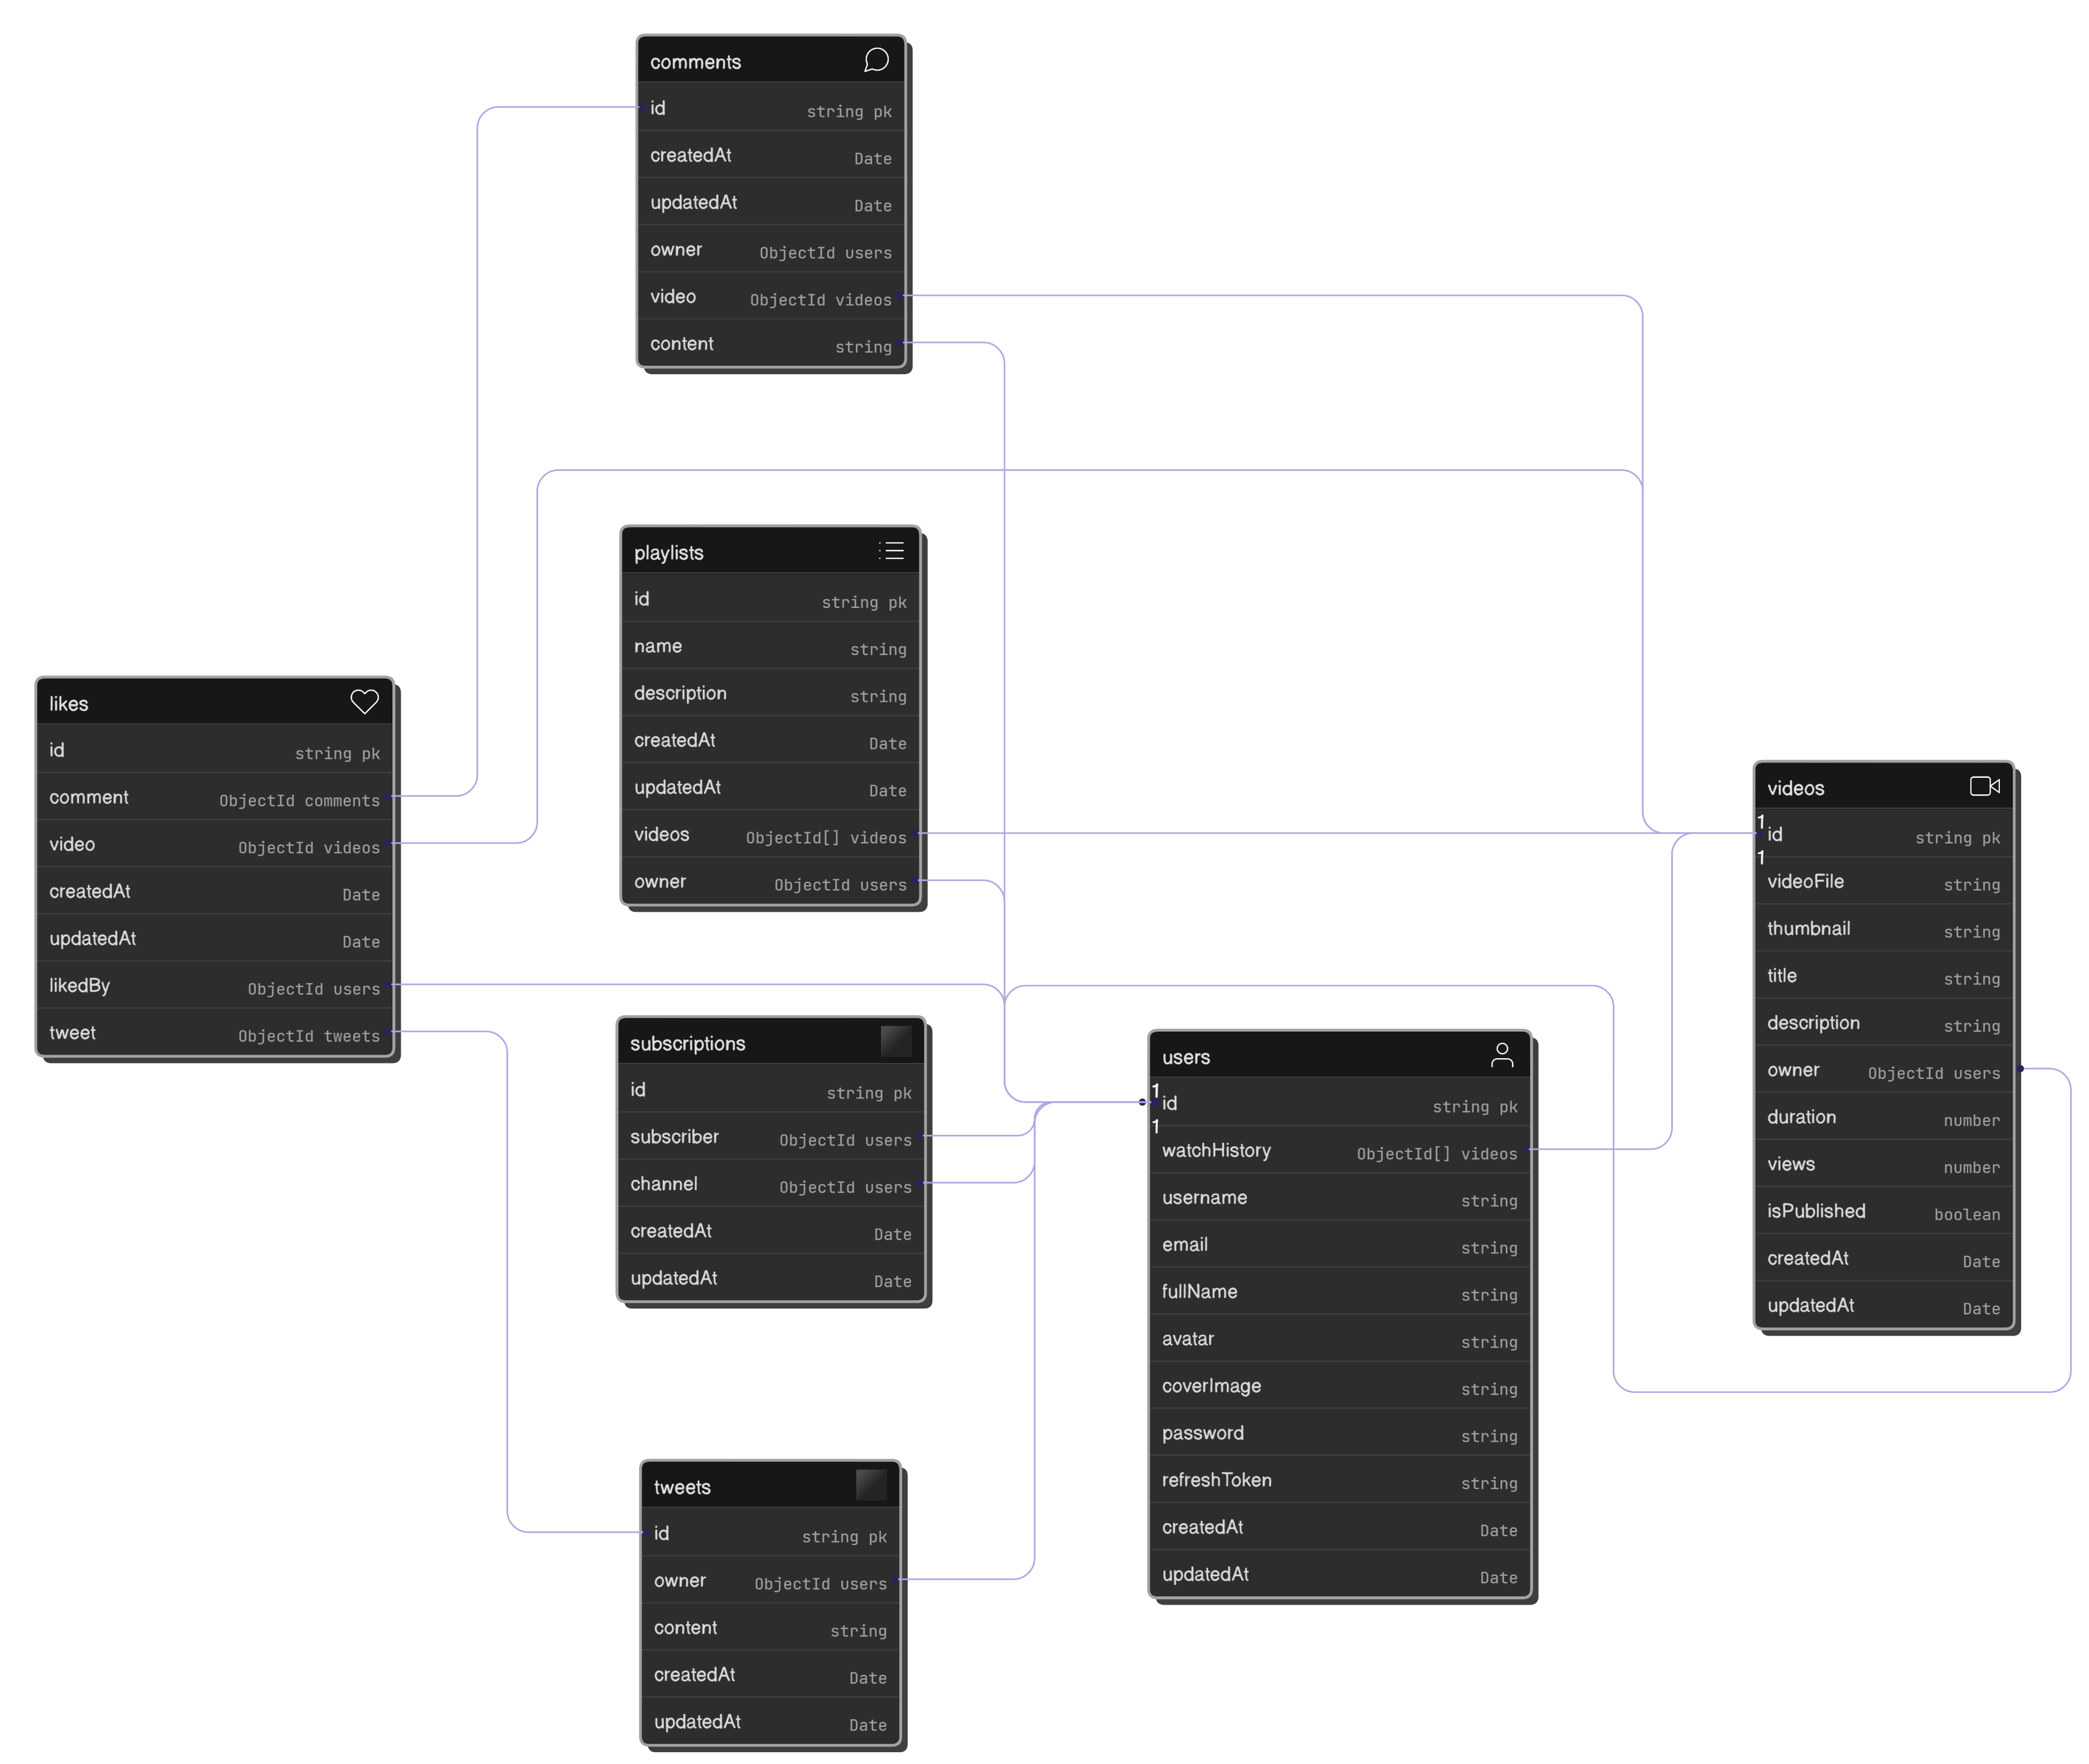 comments
id string pk
createdAt Date
updatedAt Date
owner ObjectId users
video ObjectId videos
content string
playlists
id string pk
name string
description string
createdAt Date
updatedAt Date
videos ObjectId[] videos
owner ObjectId users
likes
id string pk
comment ObjectId comments
video ObjectId videos
createdAt Date
updatedAt Date
likedBy ObjectId users
tweet ObjectId tweets
subscriptions
id string pk
subscriber ObjectId users
channel ObjectId users
createdAt Date
updatedAt Date
tweets
id string pk
owner ObjectId users
content string
createdAt Date
updatedAt Date
users
1
id string pk
1
watchHistory ObjectId[] videos
username string
email string
fullName string
avatar string
coverImage string
password string
refreshToken string
createdAt Date
updatedAt Date
videos
1
id string pk
1
videoFile string
thumbnail string
title string
description string
owner ObjectId users
duration number
views number
isPublished boolean
createdAt Date
updatedAt Date